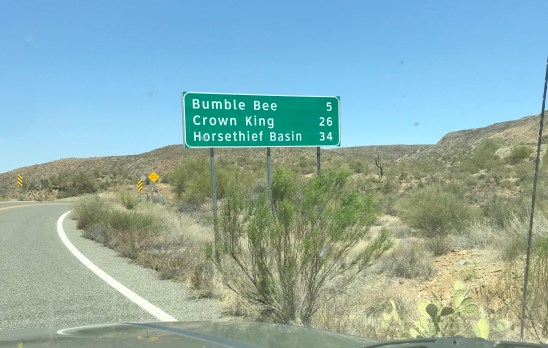 Bumble Bee 5
Crown King 26
Horsethief Basin 34